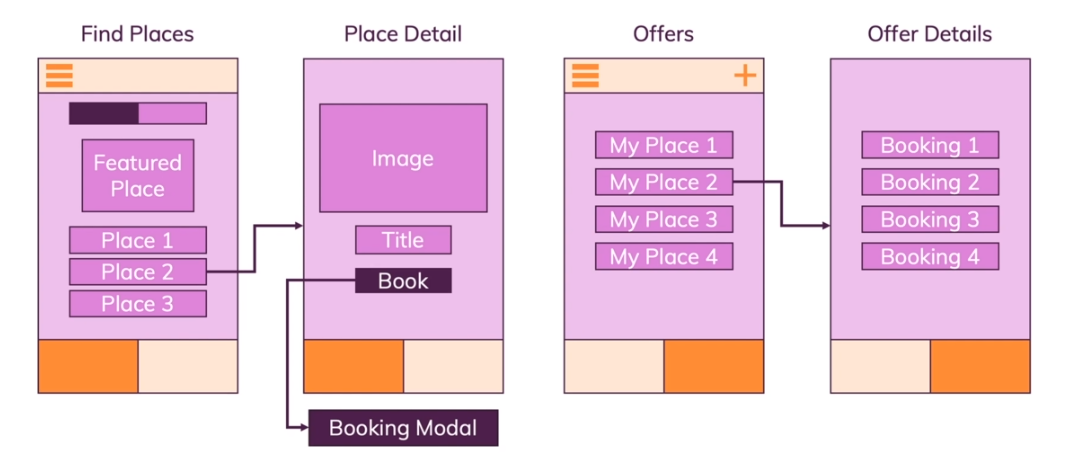 Find Places
Place Detail
Offers
Offer Details
Featured
Place
Place 1
Place 2
Place 3
Image
Title
Book
Booking Modal
My Place 1
My Place 2
My Place 3
My Place 4
Booking 1
Booking 2
Booking 3
Booking 4